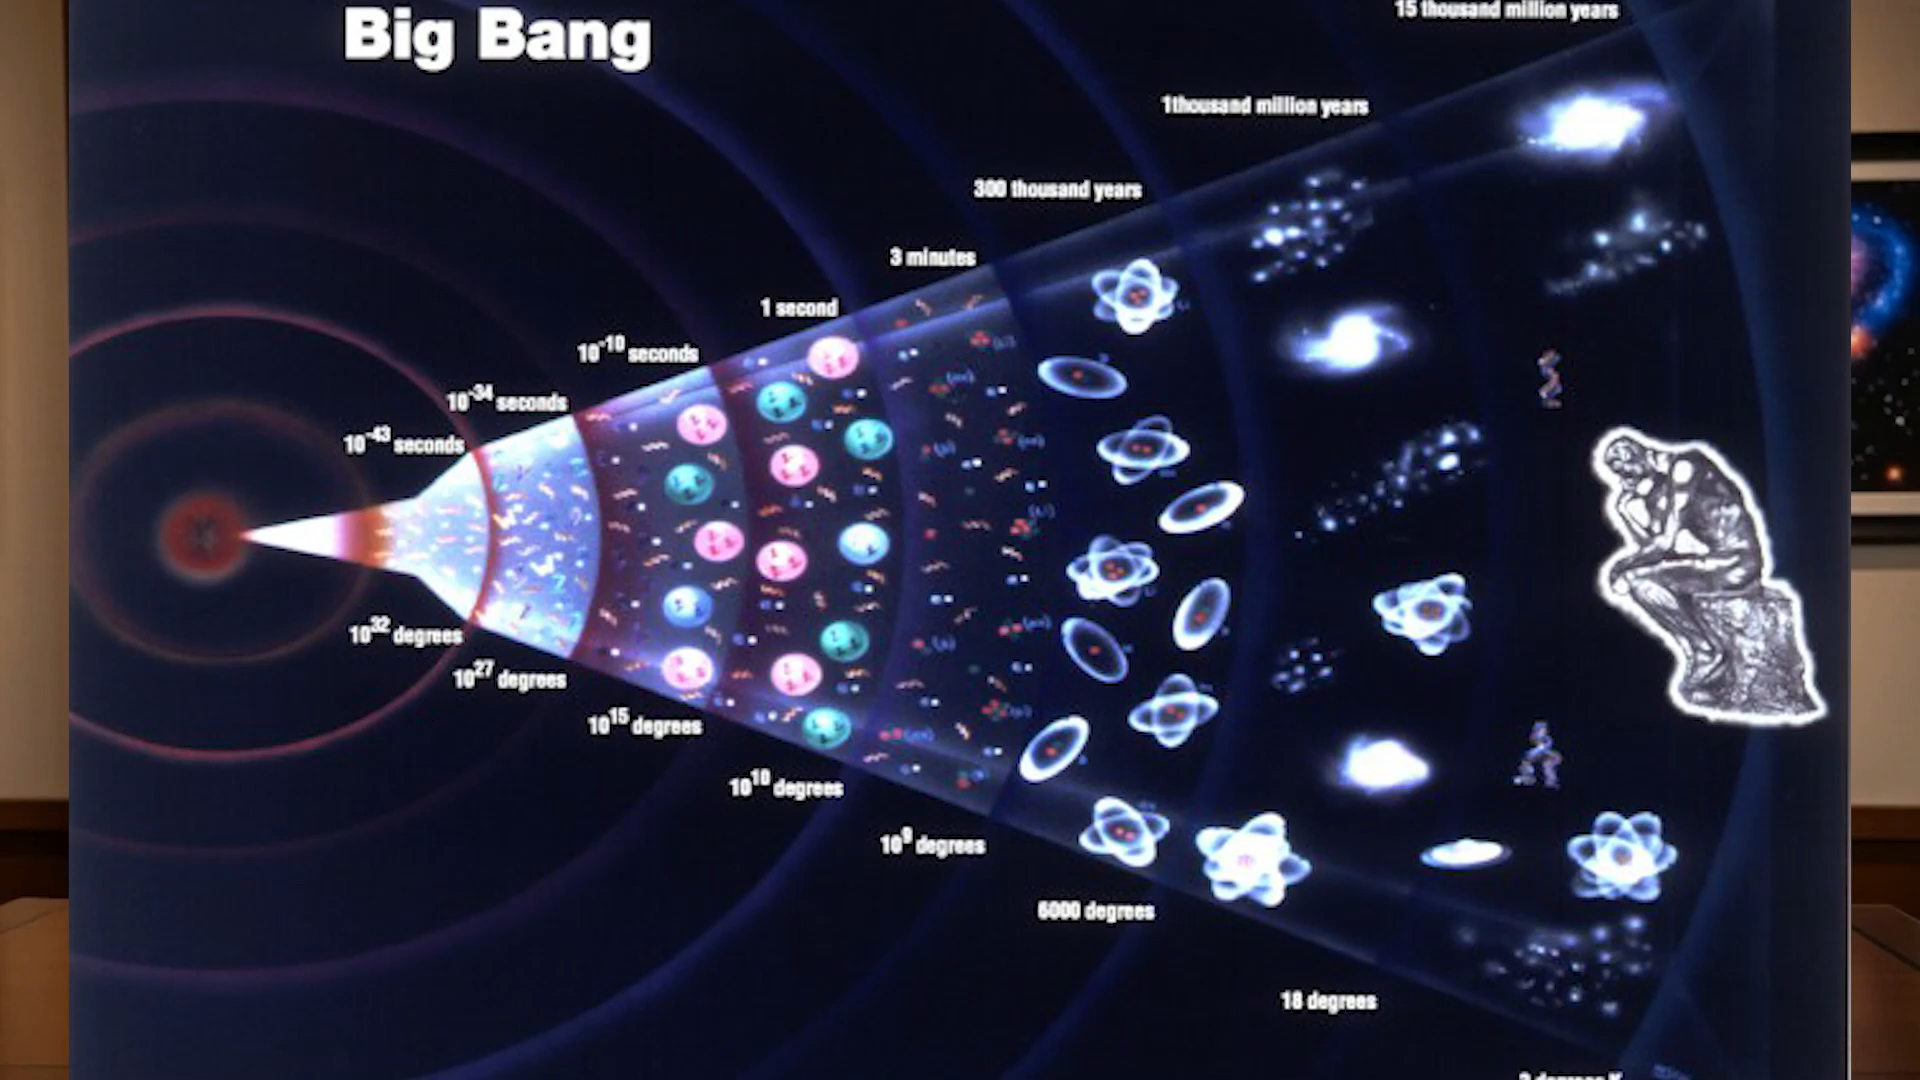 Big Bang
15 thousand million years
1thousand million years
300 thousand years
3 minutes
1 second
10-10 seconds
10-34 seconds
10-43 seconds
1032 degrees
1027 degrees
1015 degrees
1010 degrees
109 degrees
6000 degrees
18 degrees
3 degrees K